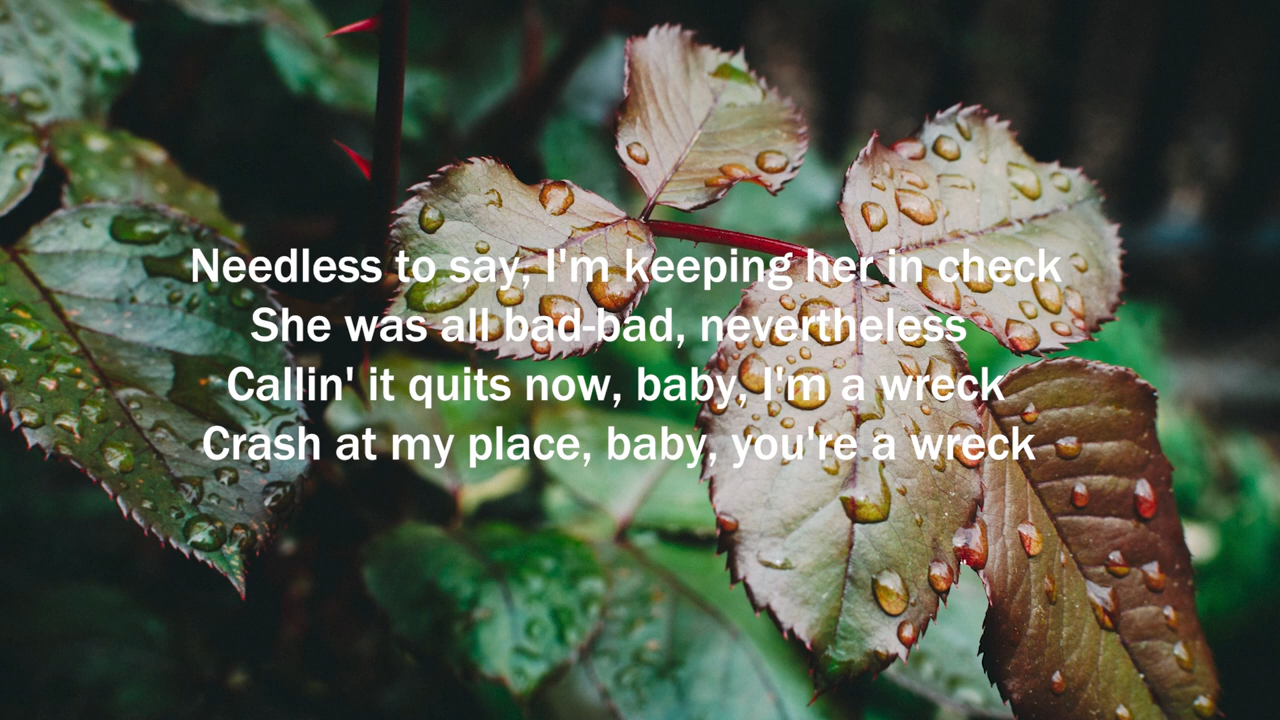 Needless to say, I'm keeping her in check
She was all bad-bad, nevertheless
Callin' it quits now, baby, I'm a wreck
Crash at my place, baby, you're a wreck